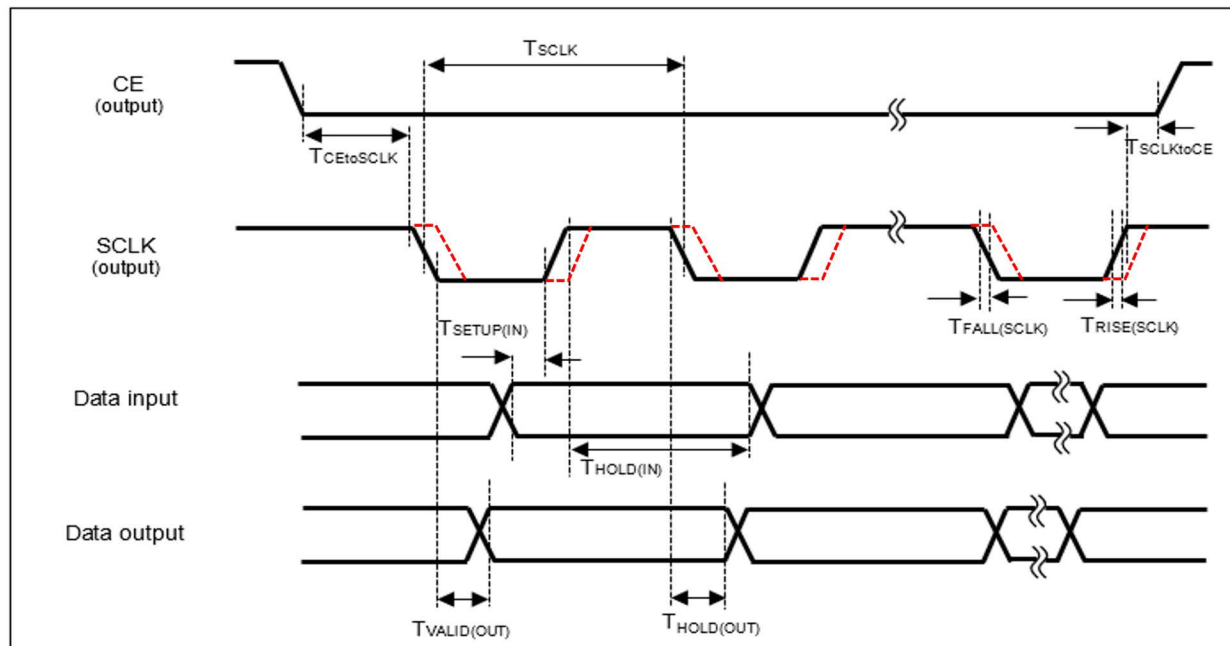 TSCLK
CE
(output)
TCEtoSCLK
TSCLKtoCE
SCLK
(output)
TSETUP(IN)
TFALL(SCLK)
TRISE(SCLK)
Data input
THOLD(IN)
Data output
TVALID(OUT)
THOLD(OUT)